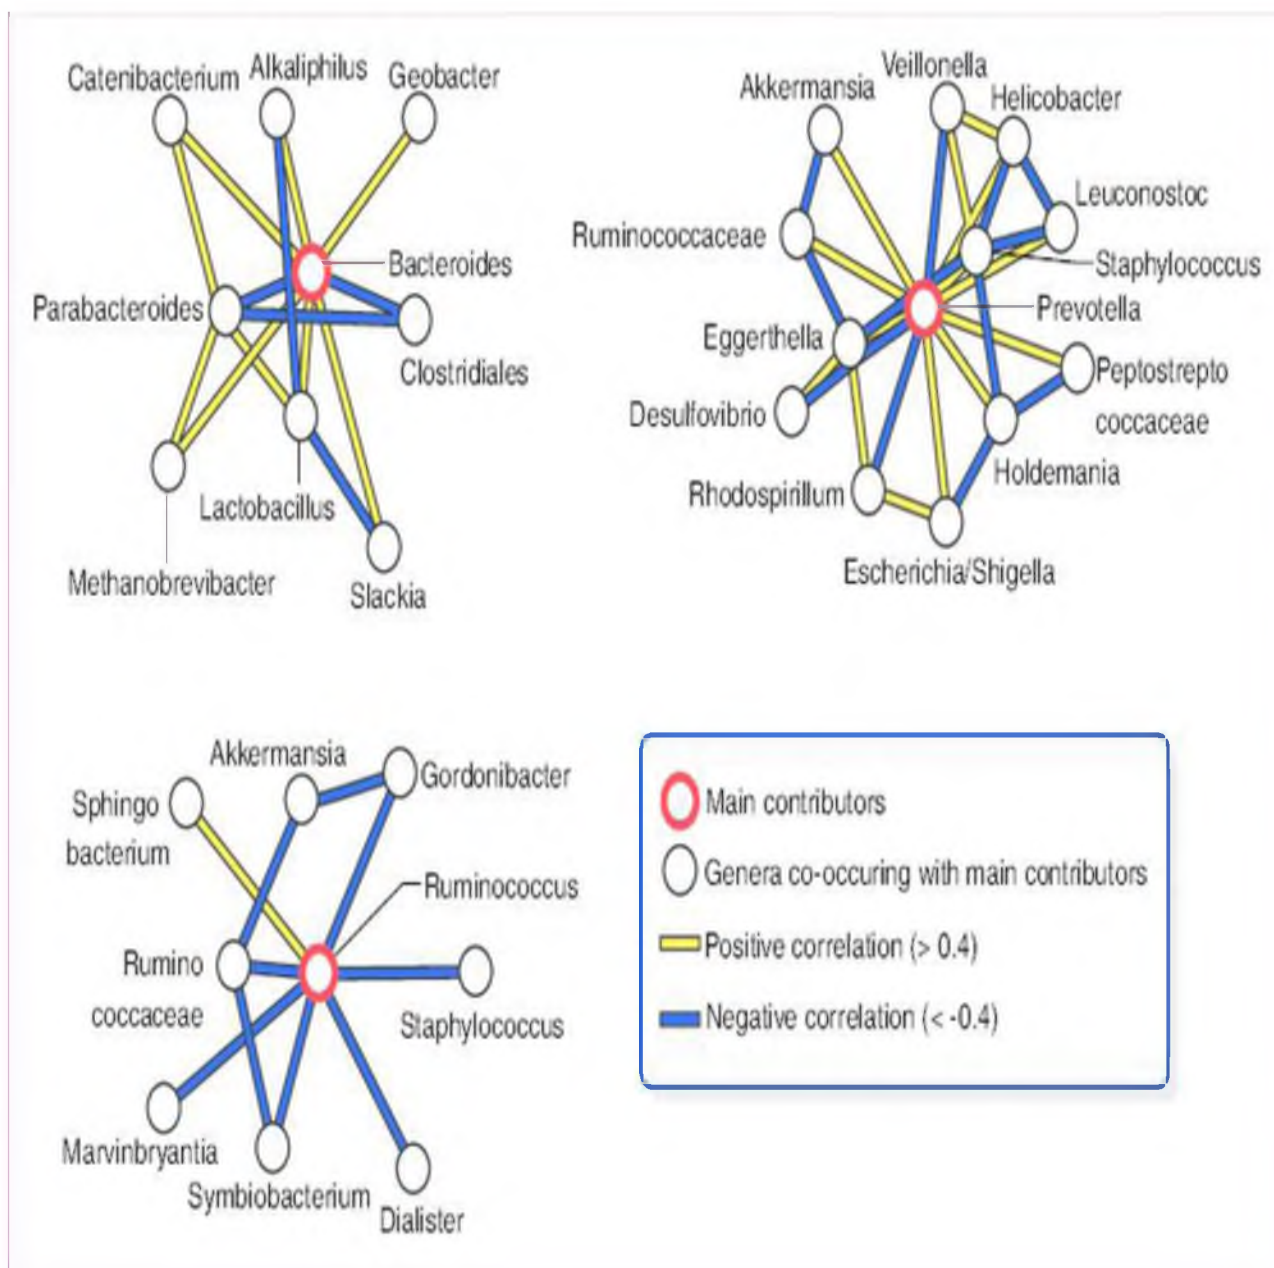 Catenibacterium
Alkaliphilus
Geobacter
Bacteroides
Parabacteroides
Clostridiales
Lactobacillus
Methanobrevibacter
Slackia
Veillonella
Akkermansia
Helicobacter
Leuconostoc
Ruminococcaceae
Staphylococcus
Prevotella
Eggerthella
Peptostrepto
coccaceae
Desulfovibrio
Holdemania
Rhodospirillum
Escherichia/Shigella
Akkermansia
Gordonibacter
Sphingo
bacterium
Ruminococcus
Rumino
coccaceae
Staphylococcus
Marvinbryantia
Symbiobacterium
Dialister
Main contributors
Genera co-occuring with main contributors
Positive correlation (> 0.4)
Negative correlation (< -0.4)